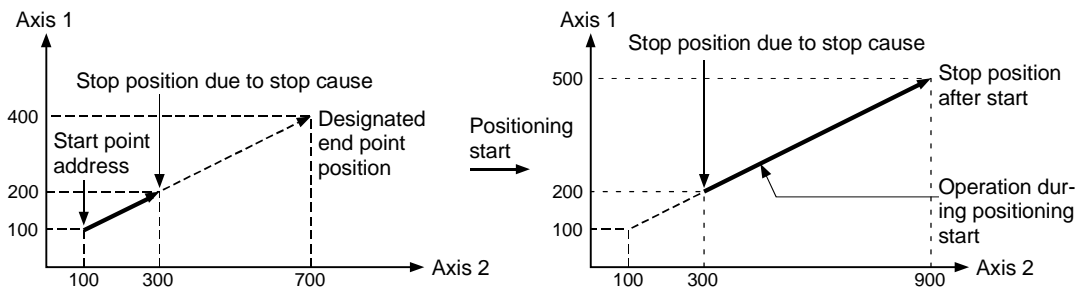 Axis 1
Stop position due to stop cause
400
Start point
address
Designated
end point
position
200
100
100
300
700
Axis 2
Positioning
start
Axis 1
Stop position due to stop cause
500
Stop position
after start
200
Operation dur-
ing positioning
start
100
100
300
900
Axis 2